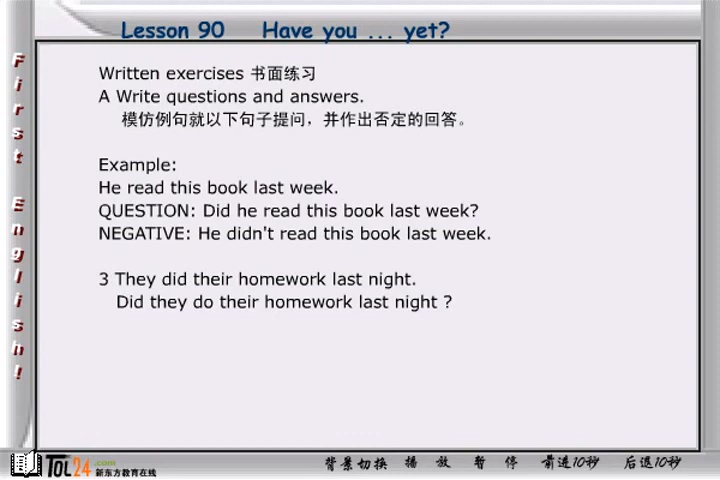 Lesson 90 Have you ... yet?
First English!
Written exercises 书面练习
A Write questions and answers.
模仿例句就以下句子提问，并作出否定的回答。
Example:
He read this book last week.
QUESTION: Did he read this book last week?
NEGATIVE: He didn't read this book last week.
3 They did their homework last night.
Did they do their homework last night ?
TOL24.com
新东方教育在线
背景切换 播放 暂停 前进10秒 后退10秒